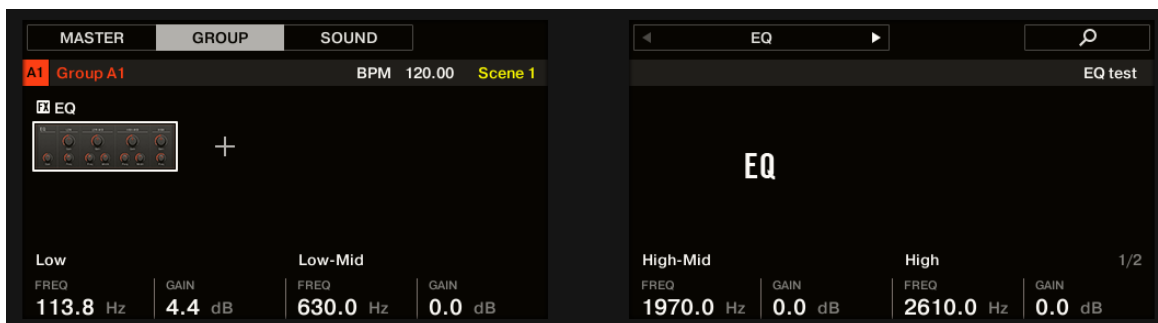 MASTER GROUP SOUND
A1 Group A1 BPM 120.00 Scene 1
FX EQ
Low Low-Mid
FREQ GAIN FREQ GAIN
113.8 Hz 4.4 dB 630.0 Hz 0.0 dB
EQ
EQ test
EQ
High-Mid High 1/2
FREQ GAIN FREQ GAIN
1970.0 Hz 0.0 dB 2610.0 Hz 0.0 dB